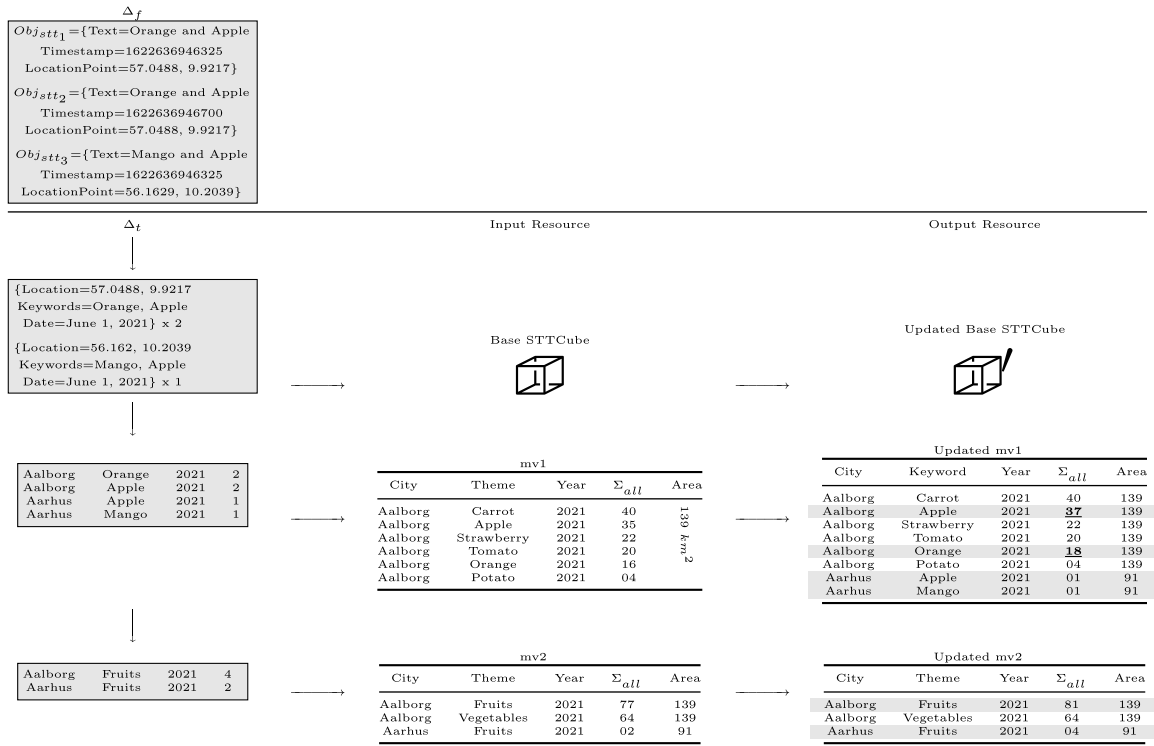 Δf
Obj_stt1={Text=Orange and Apple
Timestamp=1622636946325
LocationPoint=57.0488, 9.9217}
Obj_stt2={Text=Orange and Apple
Timestamp=1622636946700
LocationPoint=57.0488, 9.9217}
Obj_stt3={Text=Mango and Apple
Timestamp=1622636946325
LocationPoint=56.1629, 10.2039}
Δt Input Resource Output Resource
{Location=57.0488, 9.9217
Keywords=Orange, Apple
Date=June 1, 2021} x 2
{Location=56.162, 10.2039
Keywords=Mango, Apple
Date=June 1, 2021} x 1
Base STTCube
Updated Base STTCube
Aalborg Orange 2021 2
Aalborg Apple 2021 2
Aarhus Apple 2021 1
Aarhus Mango 2021 1
mv1
City Theme Year Σall Area
Aalborg Carrot 2021 40
Aalborg Apple 2021 35
Aalborg Strawberry 2021 22
Aalborg Tomato 2021 20
Aalborg Orange 2021 16
Aalborg Potato 2021 04
139 km²
Updated mv1
City Keyword Year Σall Area
Aalborg Carrot 2021 40 139
Aalborg Apple 2021 37 139
Aalborg Strawberry 2021 22 139
Aalborg Tomato 2021 20 139
Aalborg Orange 2021 18 139
Aalborg Potato 2021 04 139
Aarhus Apple 2021 01 91
Aarhus Mango 2021 01 91
Aalborg Fruits 2021 4
Aarhus Fruits 2021 2
mv2
City Theme Year Σall Area
Aalborg Fruits 2021 77 139
Aalborg Vegetables 2021 64 139
Aarhus Fruits 2021 02 91
Updated mv2
City Theme Year Σall Area
Aalborg Fruits 2021 81 139
Aalborg Vegetables 2021 64 139
Aarhus Fruits 2021 04 91